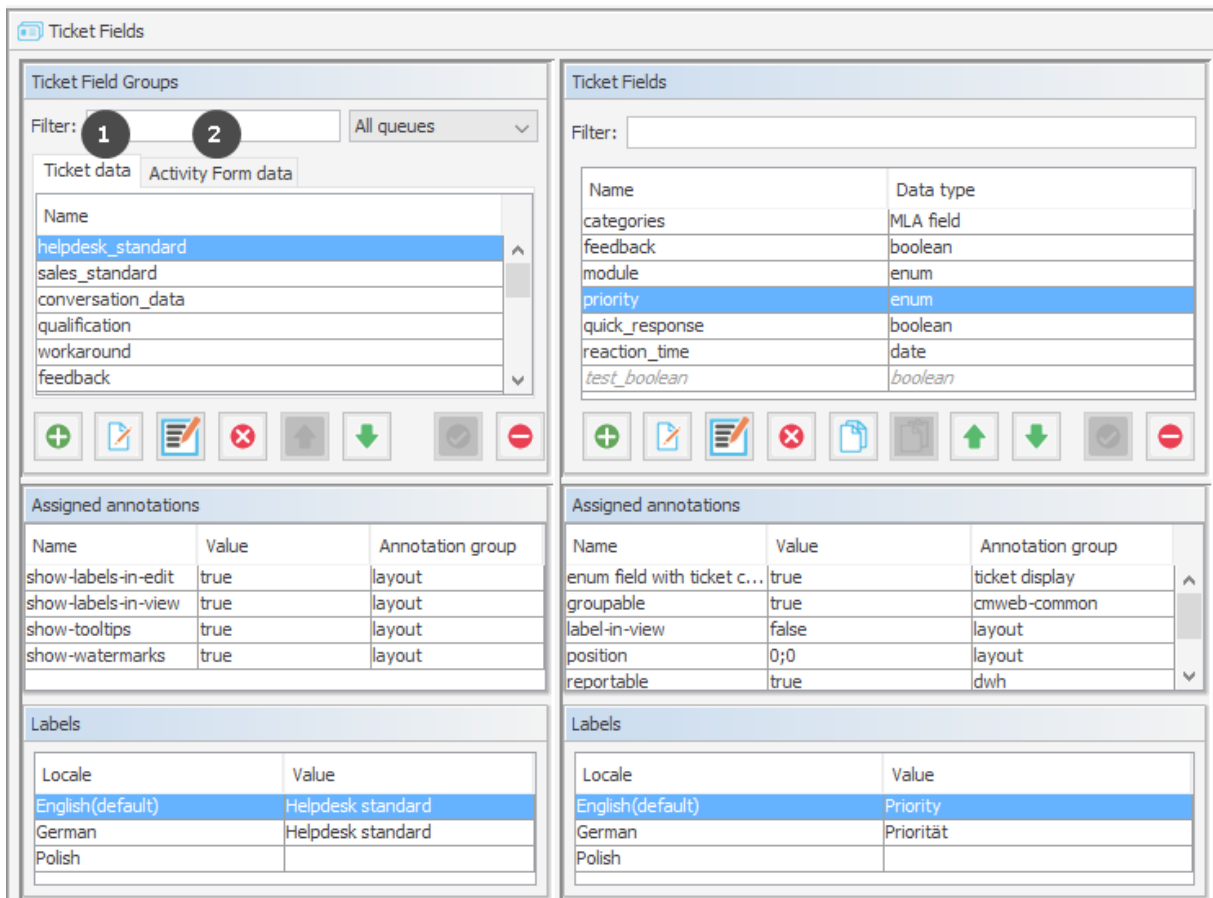 Ticket Fields
Ticket Field Groups
Filter:
1
2
All queues
Ticket data
Activity Form data
Name
helpdesk_standard
sales_standard
conversation_data
qualification
workaround
feedback
Assigned annotations
Name Value Annotation group
show-labels-in-edit true layout
show-labels-in-view true layout
show-tooltips true layout
show-watermarks true layout
Labels
Locale Value
English(default) Helpdesk standard
German Helpdesk standard
Polish
Ticket Fields
Filter:
Name Data type
categories MLA field
feedback boolean
module enum
priority enum
quick_response boolean
reaction_time date
test_boolean boolean
Assigned annotations
Name Value Annotation group
enum field with ticket c... true ticket display
groupable true cmweb-common
label-in-view false layout
position 0;0 layout
reportable true dwh
Labels
Locale Value
English(default) Priority
German Priorität
Polish